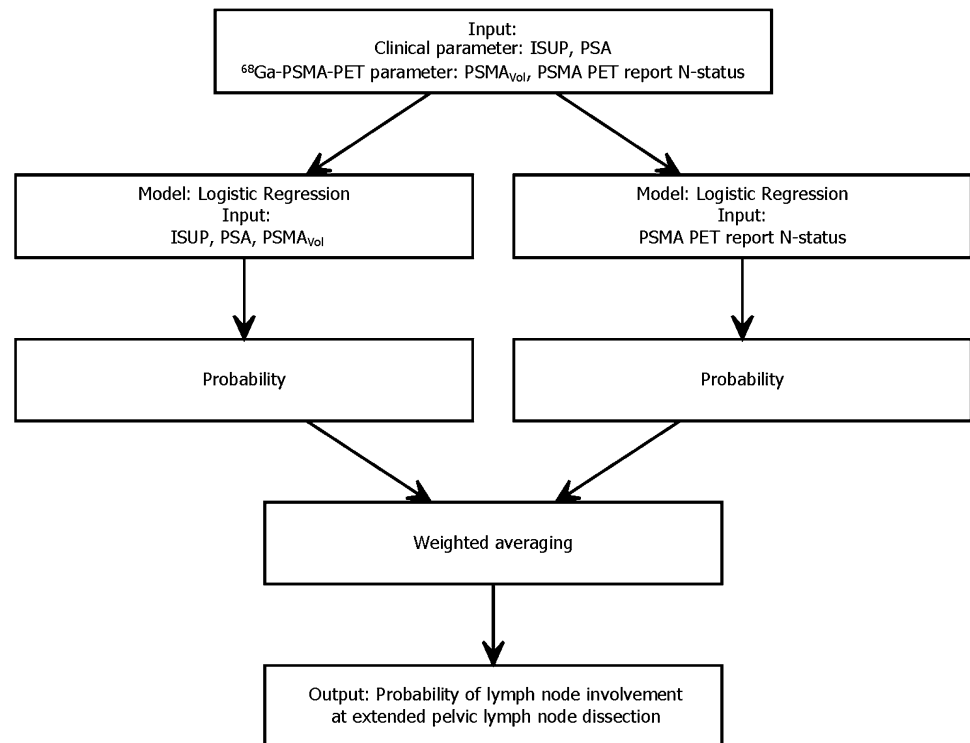 Input:
Clinical parameter: ISUP, PSA
⁶⁸Ga-PSMA-PET parameter: PSMAVol, PSMA PET report N-status
Model: Logistic Regression
Input:
ISUP, PSA, PSMAVol
Model: Logistic Regression
Input:
PSMA PET report N-status
Probability
Probability
Weighted averaging
Output: Probability of lymph node involvement
at extended pelvic lymph node dissection